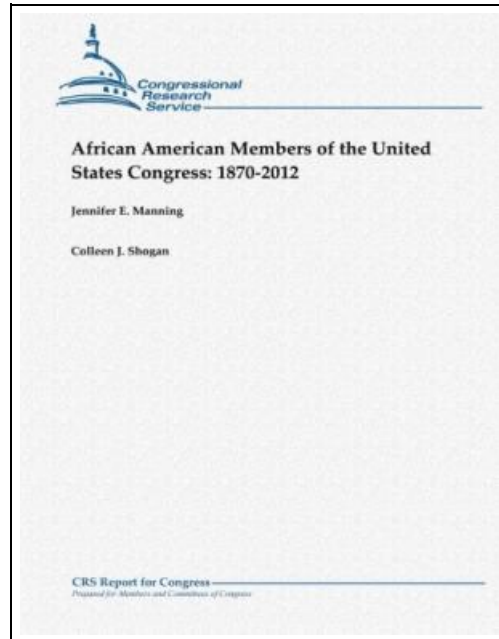 Congressional
Research
Service
African American Members of the United
States Congress: 1870-2012
Jennifer E. Manning
Colleen J. Shogan
CRS Report for Congress
Prepared for Members and Committees of Congress